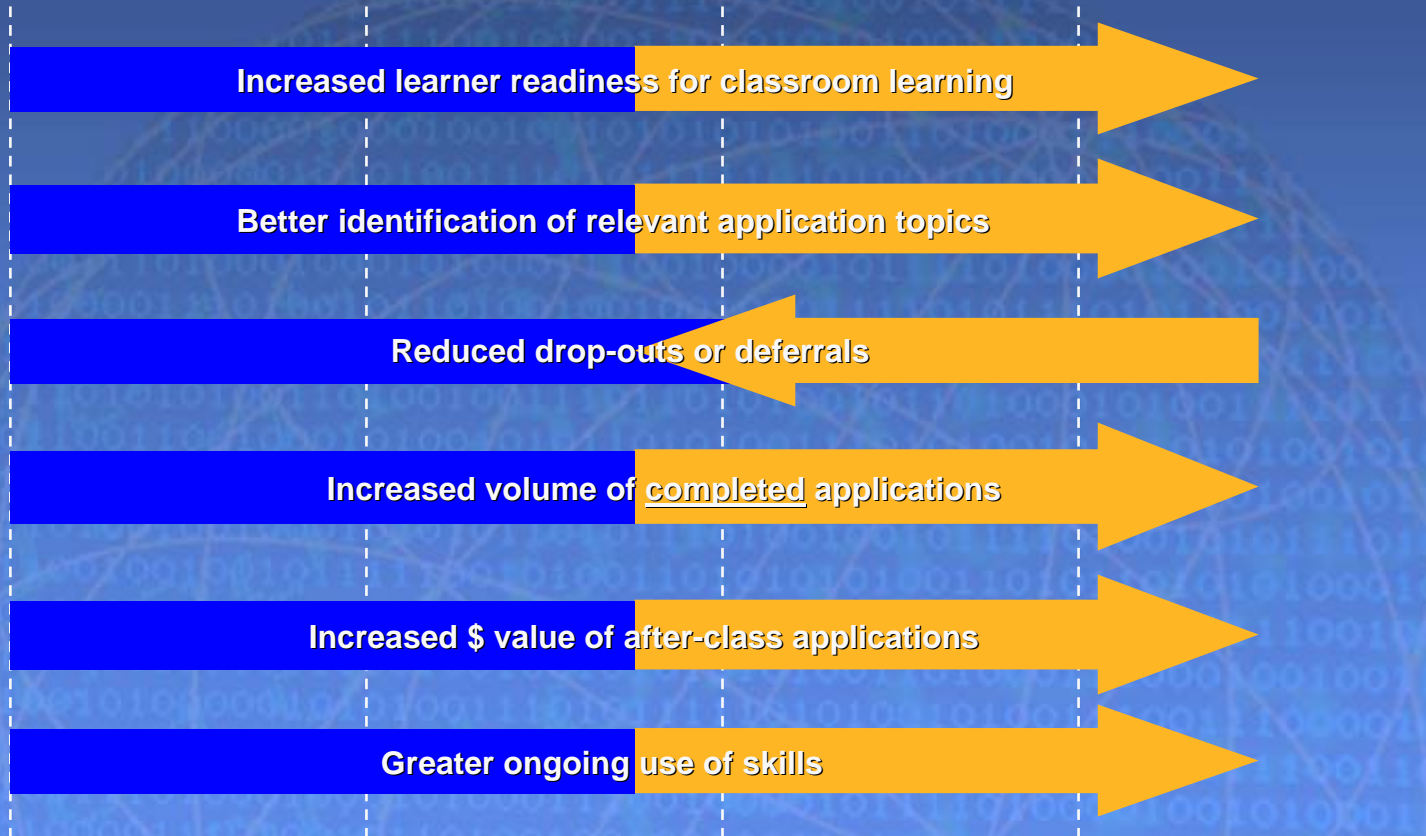 Increased learner readiness for classroom learning
Better identification of relevant application topics
Reduced drop-outs or deferrals
Increased volume of completed applications
Increased $ value of after-class applications
Greater ongoing use of skills